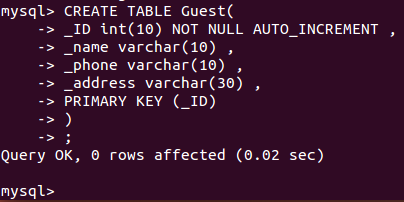 mysql> CREATE TABLE Guest(
    -> _ID int(10) NOT NULL AUTO_INCREMENT ,
    -> _name varchar(10) ,
    -> _phone varchar(10) ,
    -> _address varchar(30) ,
    -> PRIMARY KEY (_ID)
    -> )
    -> ;
Query OK, 0 rows affected (0.02 sec)
mysql>